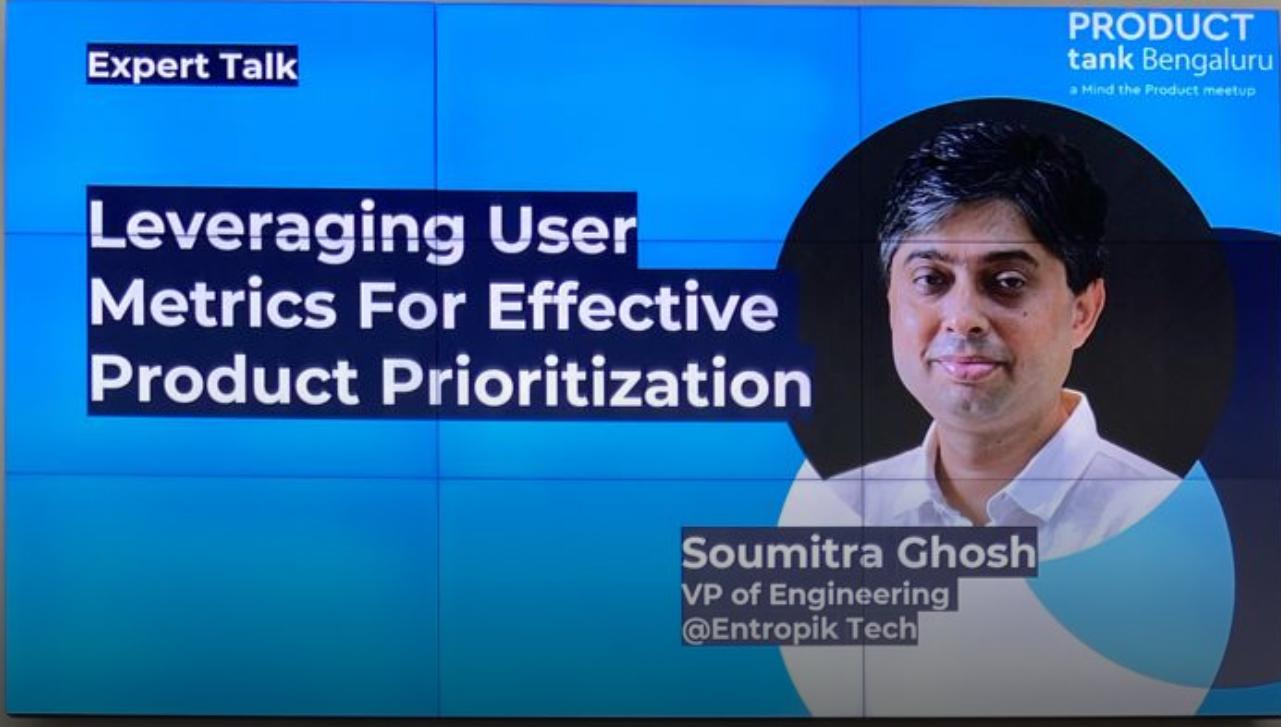 Expert Talk
PRODUCT
tank Bengaluru
a Mind the Product meetup
Leveraging User
Metrics For Effective
Product Prioritization
Soumitra Ghosh
VP of Engineering
@Entropik Tech